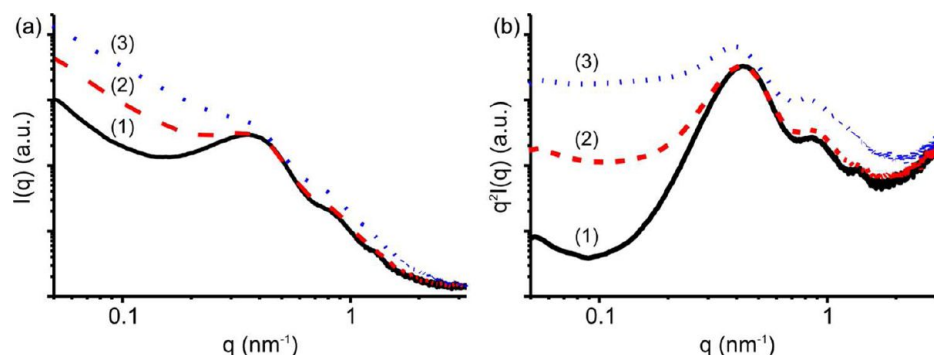 (a)
(3)
(2)
(1)
I(q) (a.u.)
0.1
1
q (nm⁻¹)
(b)
(3)
(2)
(1)
q²I(q) (a.u.)
0.1
1
q (nm⁻¹)